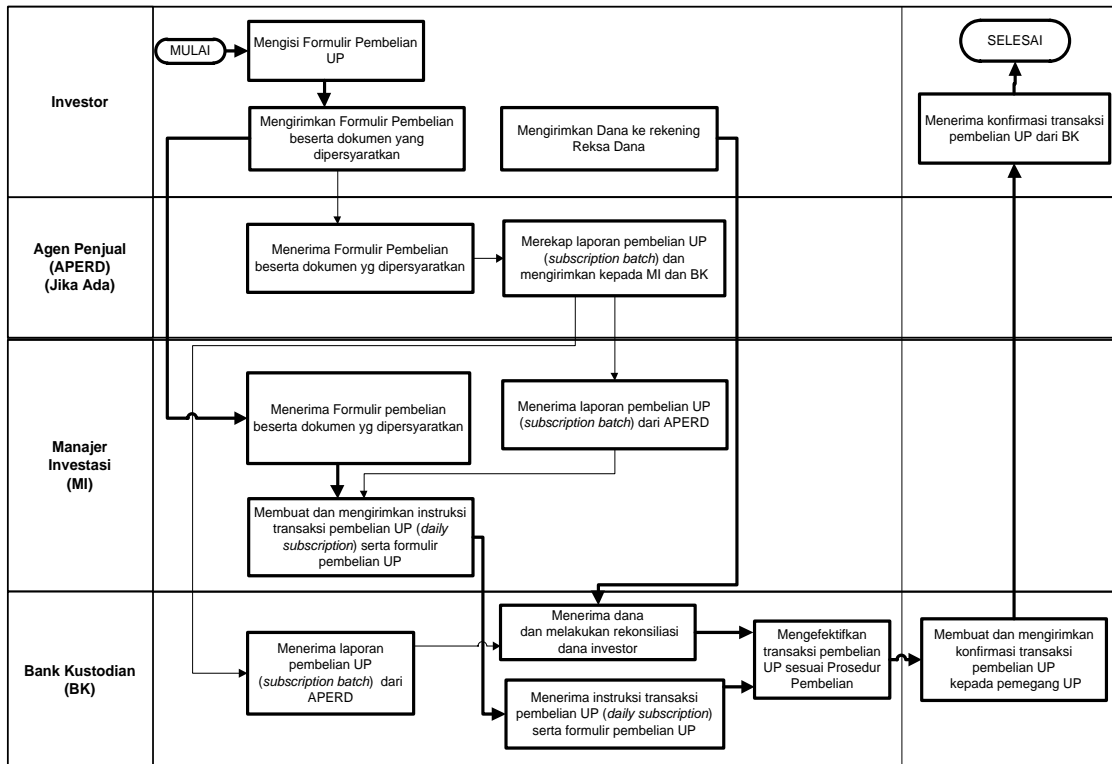 MULAI
Mengisi Formulir Pembelian
UP
SELESAI
Investor
Mengirimkan Formulir Pembelian
beserta dokumen yang
dipersyaratkan
Mengirimkan Dana ke rekening
Reksa Dana
Menerima konfirmasi transaksi
pembelian UP dari BK
Agen Penjual
(APERD)
(Jika Ada)
Menerima Formulir Pembelian
beserta dokumen yg dipersyaratkan
Merekap laporan pembelian UP
(subscription batch) dan
mengirimkan kepada MI dan BK
Manajer
Investasi
(MI)
Menerima Formulir pembelian
beserta dokumen yg dipersyaratkan
Menerima laporan pembelian UP
(subscription batch) dari APERD
Membuat dan mengirimkan instruksi
transaksi pembelian UP (daily
subscription) serta formulir
pembelian UP
Bank Kustodian
(BK)
Menerima laporan
pembelian UP
(subscription batch) dari
APERD
Menerima dana
dan melakukan rekonsiliasi
dana investor
Menerima instruksi transaksi
pembelian UP (daily subscription)
serta formulir pembelian UP
Mengefektifkan
transaksi pembelian
UP sesuai Prosedur
Pembelian
Membuat dan mengirimkan
konfirmasi transaksi
pembelian UP
kepada pemegang UP